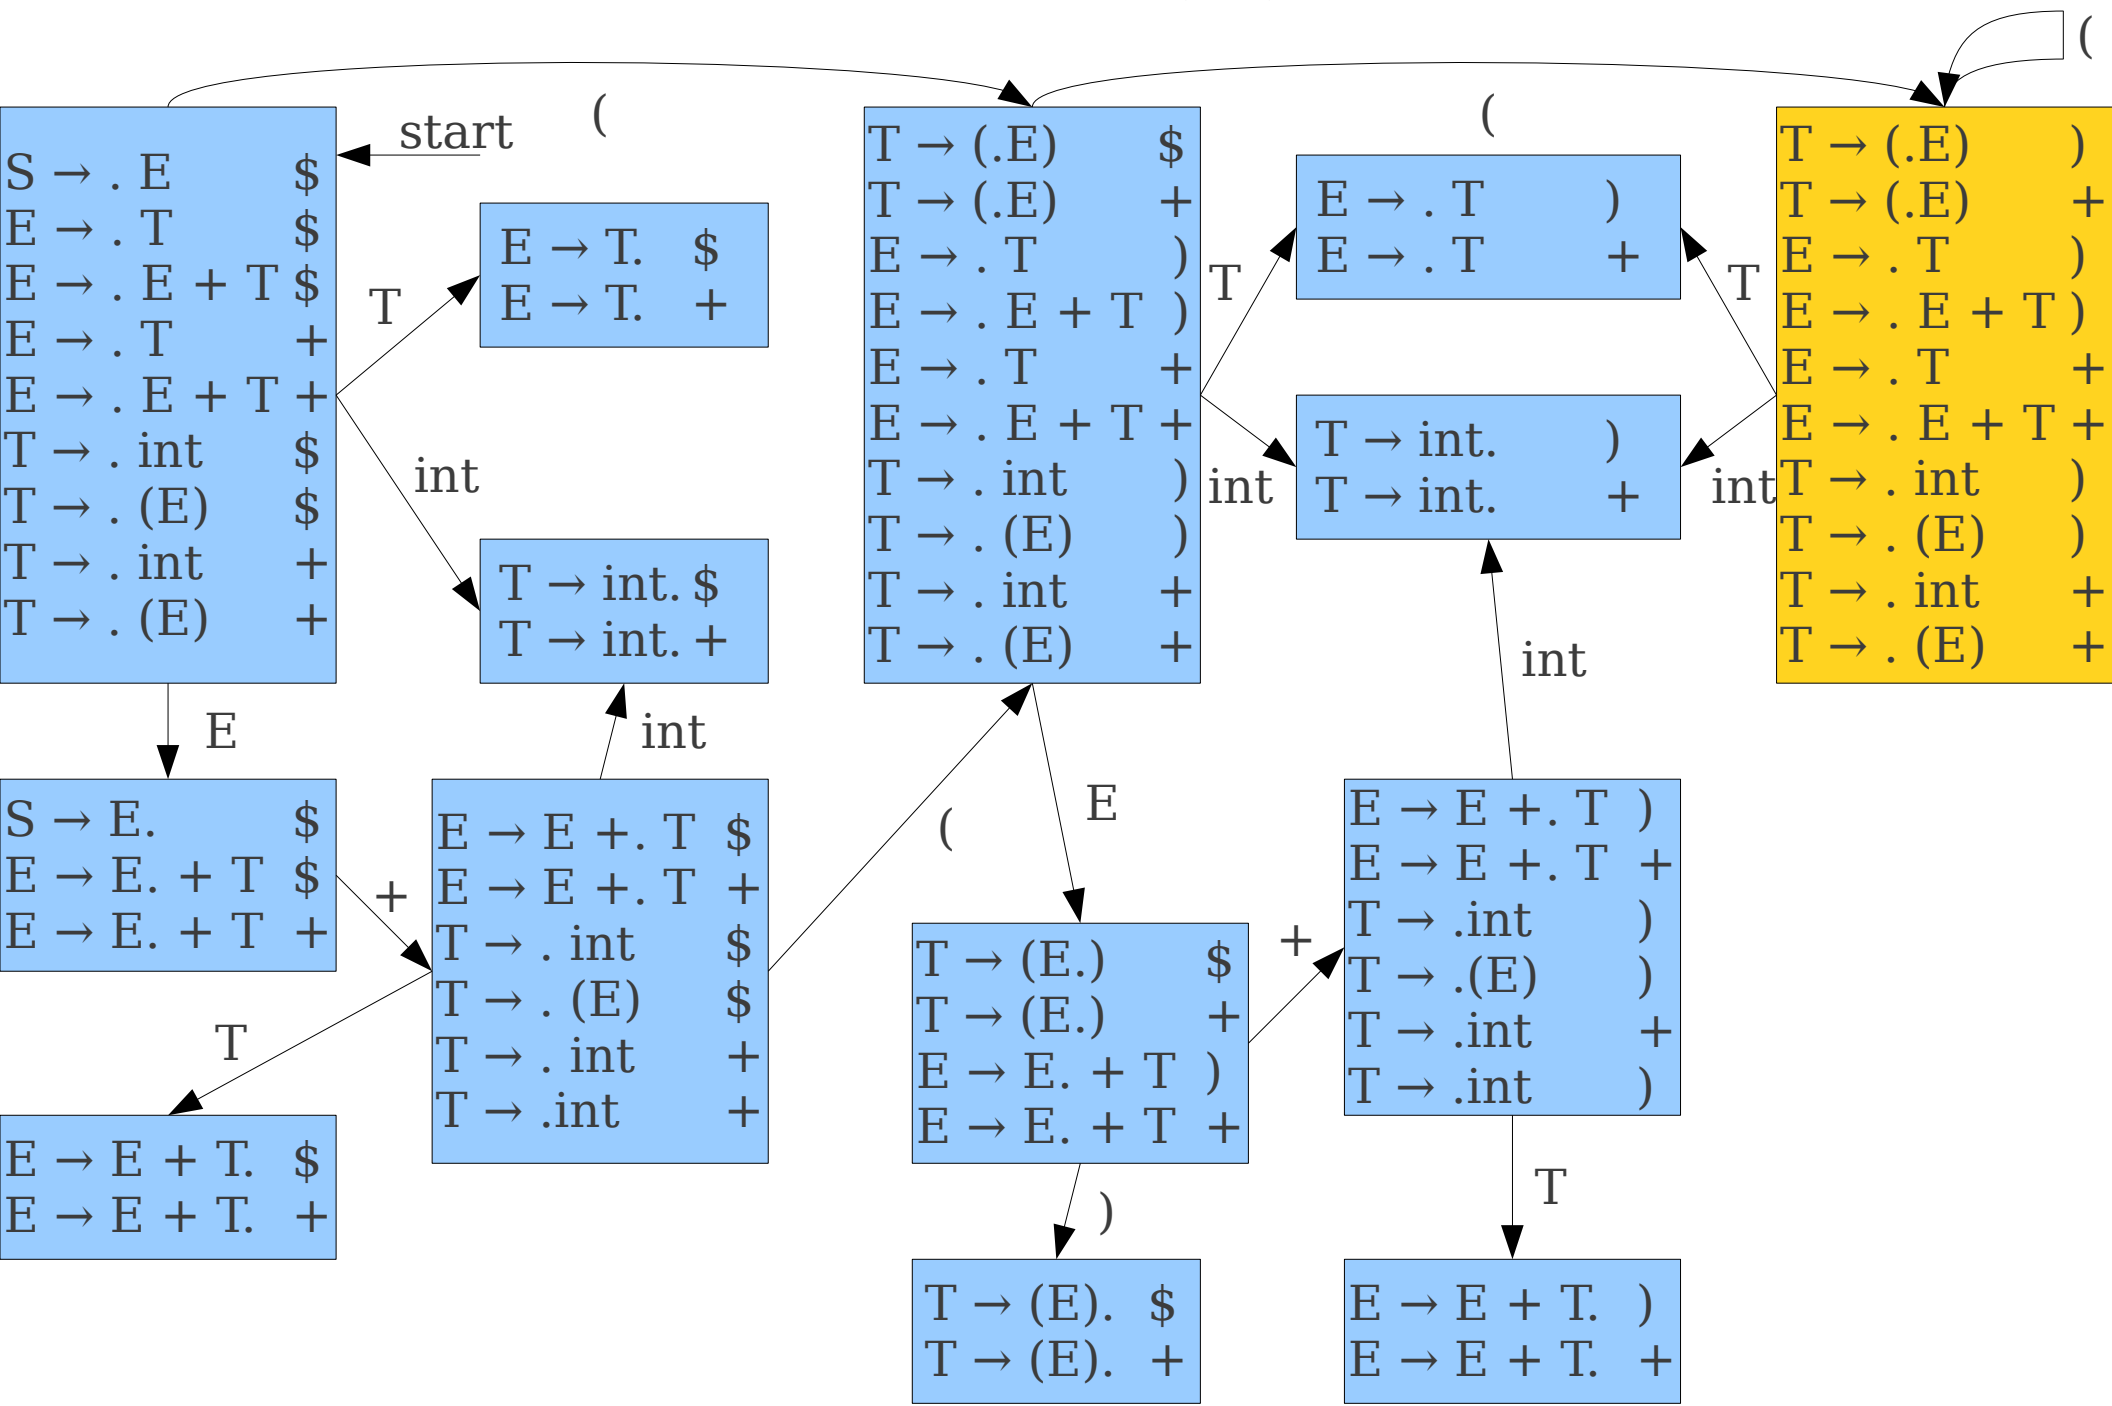 (
start
(
(
S → . E $
E → . T $
E → . E + T $
E → . T +
E → . E + T +
T → . int $
T → . (E) $
T → . int +
T → . (E) +
T
E → T. $
E → T. +
int
T → int. $
T → int. +
T → (.E) $
T → (.E) +
E → . T )
E → . E + T )
E → . T +
E → . E + T +
T → . int )
T → . (E) )
T → . int +
T → . (E) +
T
E → . T )
E → . T +
T
int
T → int. )
T → int. +
int
T → (.E) )
T → (.E) +
E → . T )
E → . E + T )
E → . T +
E → . E + T +
T → . int )
T → . (E) )
T → . int +
T → . (E) +
E
int
int
S → E. $
E → E. + T $
E → E. + T +
+
E → E +. T $
E → E +. T +
T → . int $
T → . (E) $
T → . int +
T → .int +
(
E
T
E → E + T. $
E → E + T. +
T → (E.) $
T → (E.) +
E → E. + T )
E → E. + T +
+
E → E +. T )
E → E +. T +
T → .int )
T → .(E) )
T → .int +
T → .int )
)
T
T → (E). $
T → (E). +
E → E + T. )
E → E + T. +